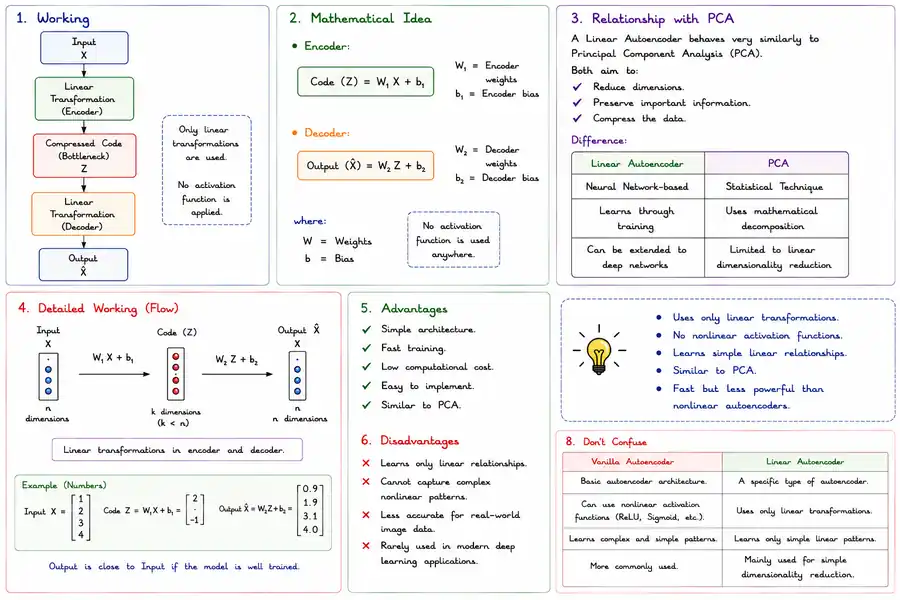 1. Working
Input
X
Linear
Transformation
(Encoder)
Compressed Code
(Bottleneck)
Z
Linear
Transformation
(Decoder)
Output
X̂
Only linear
transformations
are used.
No activation
function is
applied.
2. Mathematical Idea
• Encoder:
Code (Z) = W₁ X + b₁
W₁ = Encoder
weights
b₁ = Encoder bias
• Decoder:
Output (X̂) = W₂ Z + b₂
W₂ = Decoder
weights
b₂ = Decoder bias
where:
W = Weights
b = Bias
No activation
function is used
anywhere.
3. Relationship with PCA
A Linear Autoencoder behaves very similarly to
Principal Component Analysis (PCA).
Both aim to:
✓ Reduce dimensions.
✓ Preserve important information.
✓ Compress the data.
Difference:
Linear Autoencoder PCA
Neural Network-based Statistical Technique
Learns through Uses mathematical
training decomposition
Can be extended to Limited to linear
deep networks dimensionality reduction
4. Detailed Working (Flow)
Input
X
n
dimensions
W₁ X + b₁
Code (Z)
k dimensions
(k < n)
W₂ Z + b₂
Output X̂
X
n
n dimensions
Linear transformations in encoder and decoder.
Example (Numbers)
Input X = [1 2 3 4]
Code Z = W₁X + b₁ = [2 · -1]
Output X̂ = W₂Z + b₂ = [0.9 1.9 3.1 4.0]
Output is close to Input if the model is well trained.
5. Advantages
✓ Simple architecture.
✓ Fast training.
✓ Low computational cost.
✓ Easy to implement.
✓ Similar to PCA.
6. Disadvantages
✕ Learns only linear relationships.
✕ Cannot capture complex
nonlinear patterns.
✕ Less accurate for real-world
image data.
✕ Rarely used in modern deep
learning applications.
• Uses only linear transformations.
• No nonlinear activation functions.
• Learns simple linear relationships.
• Similar to PCA.
• Fast but less powerful than
nonlinear autoencoders.
8. Don't Confuse
Vanilla Autoencoder Linear Autoencoder
Basic autoencoder architecture. A specific type of autoencoder.
Can use nonlinear activation
functions (ReLU, Sigmoid, etc.). Uses only linear transformations.
Learns complex and simple patterns. Learns only simple linear patterns.
More commonly used. Mainly used for simple
dimensionality reduction.